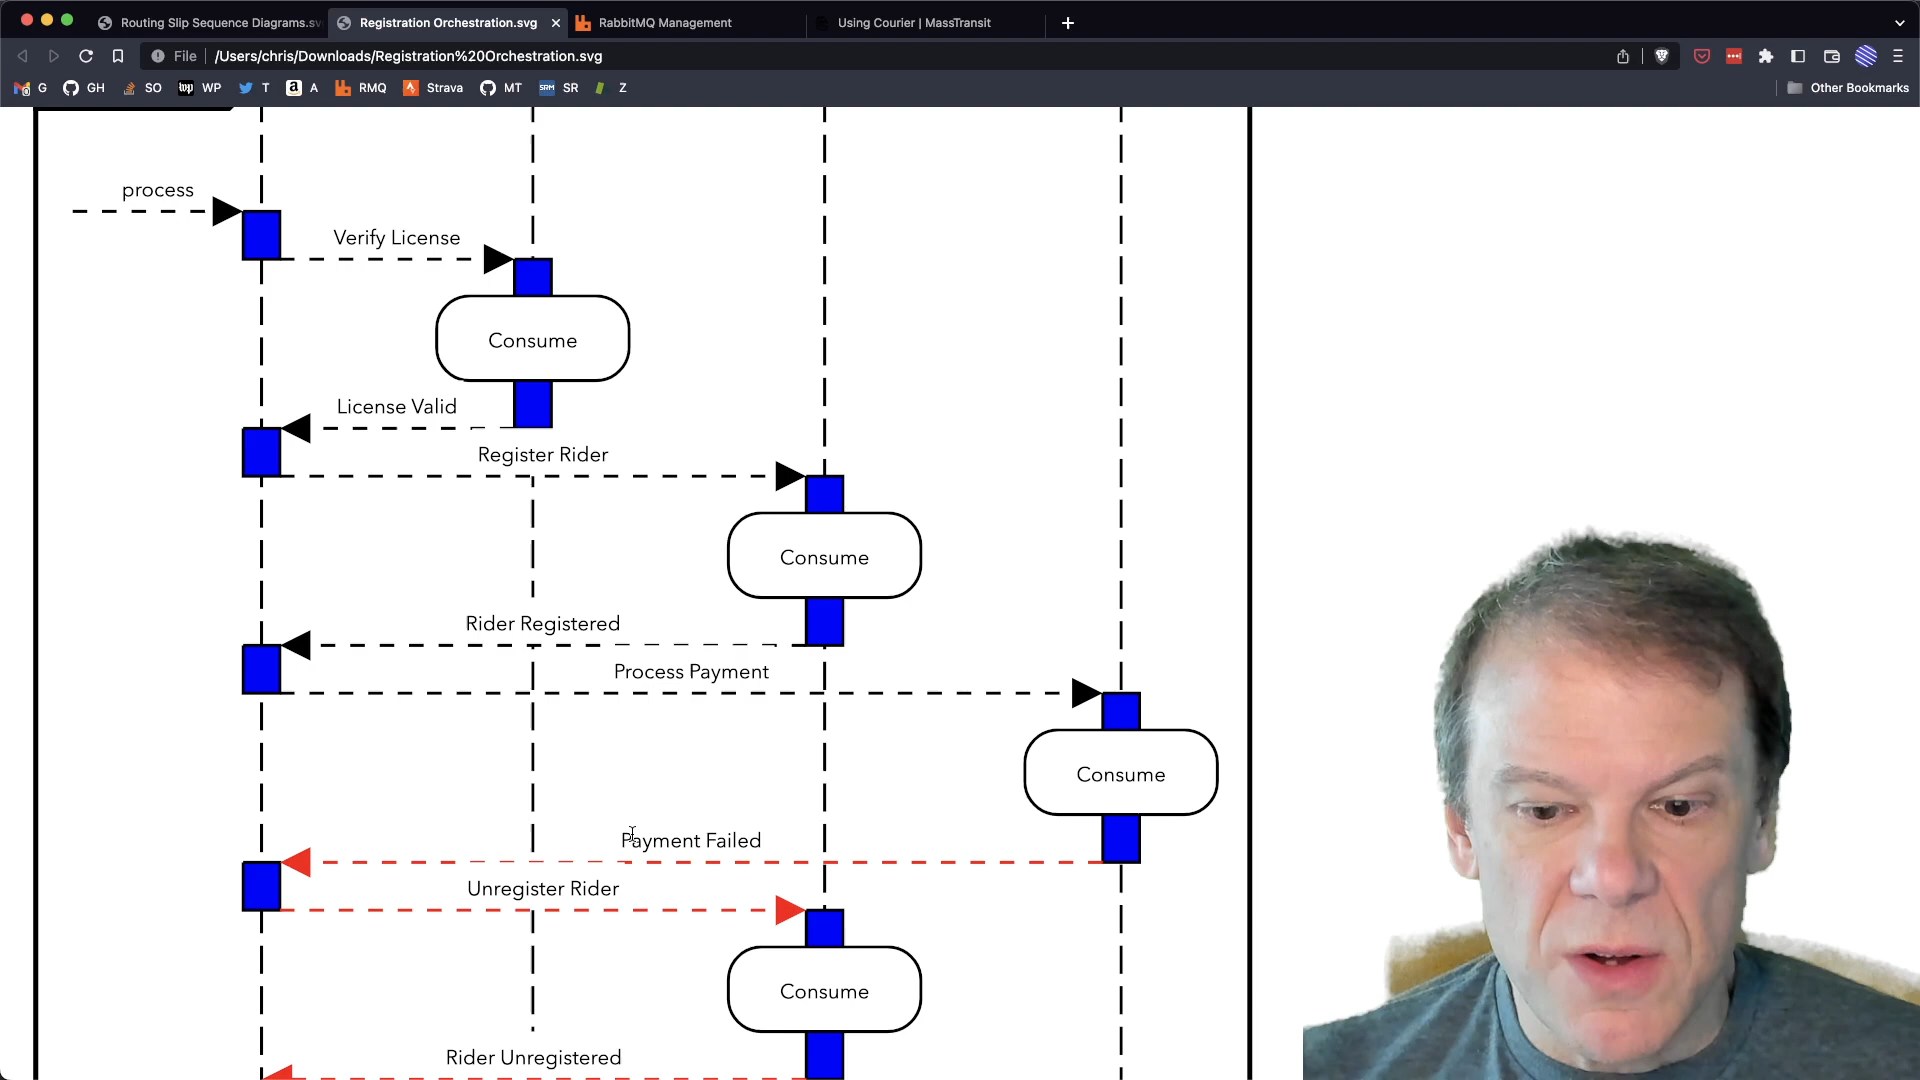 Routing Slip Sequence Diagrams.sv
Registration Orchestration.svg
RabbitMQ Management
Using Courier | MassTransit
File
/Users/chris/Downloads/Registration%20Orchestration.svg
G
GH
SO
WP
T
A
RMQ
Strava
MT
SRM
SR
Z
Other Bookmarks
process
Verify License
Consume
License Valid
Register Rider
Consume
Rider Registered
Process Payment
Consume
Payment Failed
Unregister Rider
Consume
Rider Unregistered